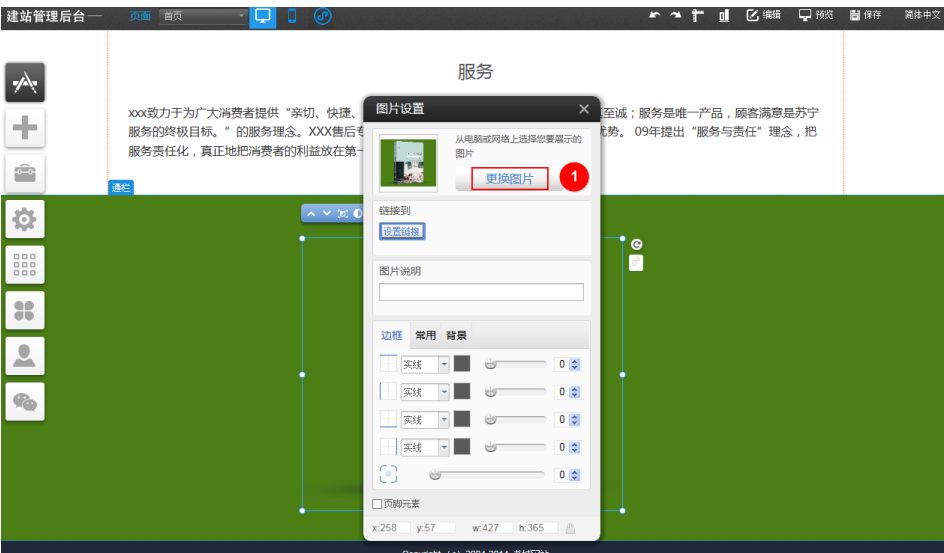 建站管理后台一 页面 首页 编辑 预览 保存 简体中文
服务
xxx致力于为广大消费者提供“亲切、快捷、
至诚；服务是唯一产品，顾客满意是苏宁
服务的终极目标。”的服务理念。XXX售后专
优势。 09年提出“服务与责任”理念，把
服务责任化，真正地把消费者的利益放在第一
通栏
图片设置
从电脑或网络上选择您要展示的
图片
更换图片 1
链接到
设置链接
图片说明
边框 常用 背景
实线 0
实线 0
实线 0
实线 0
0
页脚元素
x:258 y:57 w:427 h:365